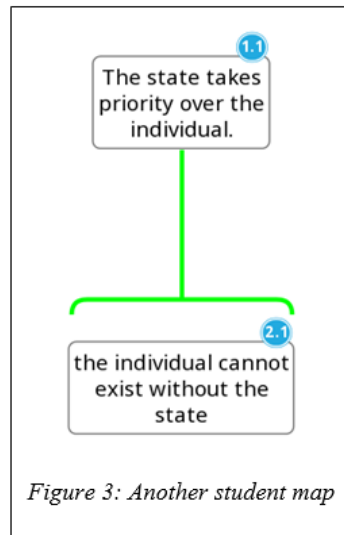 1.1
The state takes
priority over the
individual.
2.1
the individual cannot
exist without the
state
Figure 3: Another student map